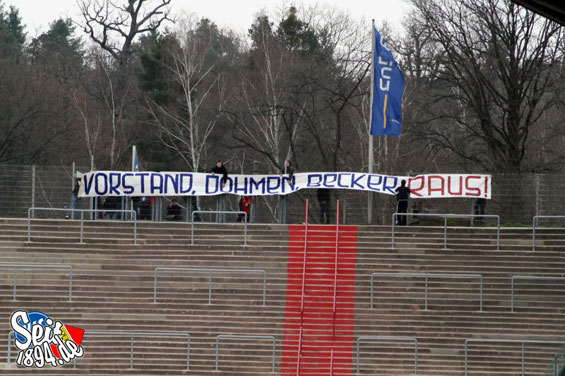 VORSTAND, DOHMEN, BECKER RAUS!
Seit
1894.de